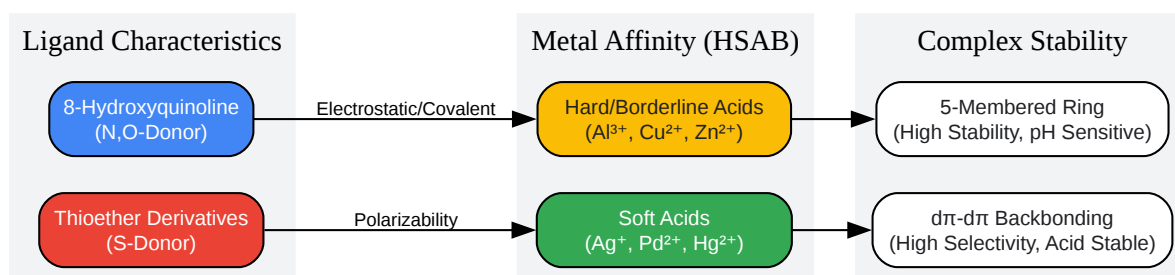 Ligand Characteristics
Metal Affinity (HSAB)
Complex Stability
8-Hydroxyquinoline
(N,O-Donor)
Electrostatic/Covalent
Hard/Borderline Acids
(Al³⁺, Cu²⁺, Zn²⁺)
5-Membered Ring
(High Stability, pH Sensitive)
Thioether Derivatives
(S-Donor)
Polarizability
Soft Acids
(Ag⁺, Pd²⁺, Hg²⁺)
dπ-dπ Backbonding
(High Selectivity, Acid Stable)